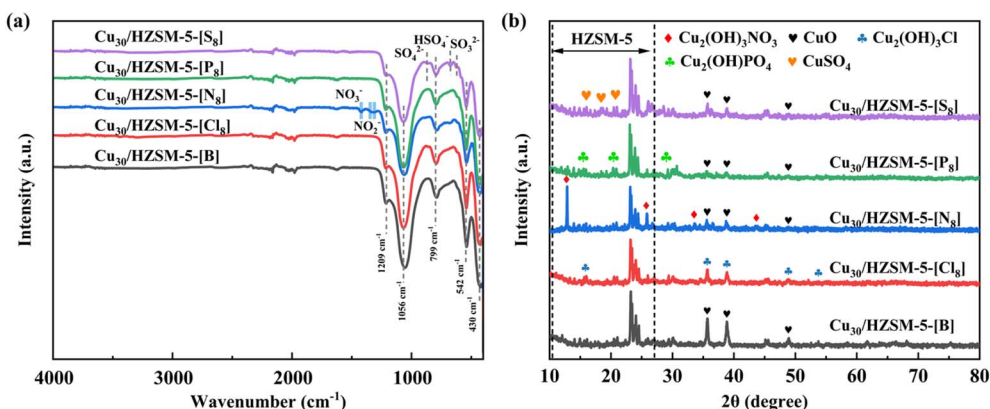 (a)
Cu₃₀/HZSM-5-[S₈]
Cu₃₀/HZSM-5-[P₈]
Cu₃₀/HZSM-5-[N₈]
Cu₃₀/HZSM-5-[Cl₈]
Cu₃₀/HZSM-5-[B]
SO₄²⁻
HSO₄⁻
SO₃²⁻
NO₃⁻
NO₂⁻
1209 cm⁻¹
1056 cm⁻¹
799 cm⁻¹
542 cm⁻¹
430 cm⁻¹
Intensity (a.u.)
4000 3000 2000 1000
Wavenumber (cm⁻¹)
(b)
HZSM-5
♦ Cu₂(OH)₃NO₃ ♥ CuO ♣ Cu₂(OH)₃Cl
♣ Cu₂(OH)PO₄ ♥ CuSO₄
Cu₃₀/HZSM-5-[S₈]
Cu₃₀/HZSM-5-[P₈]
Cu₃₀/HZSM-5-[N₈]
Cu₃₀/HZSM-5-[Cl₈]
Cu₃₀/HZSM-5-[B]
Intensity (a.u.)
10 20 30 40 50 60 70 80
2θ (degree)